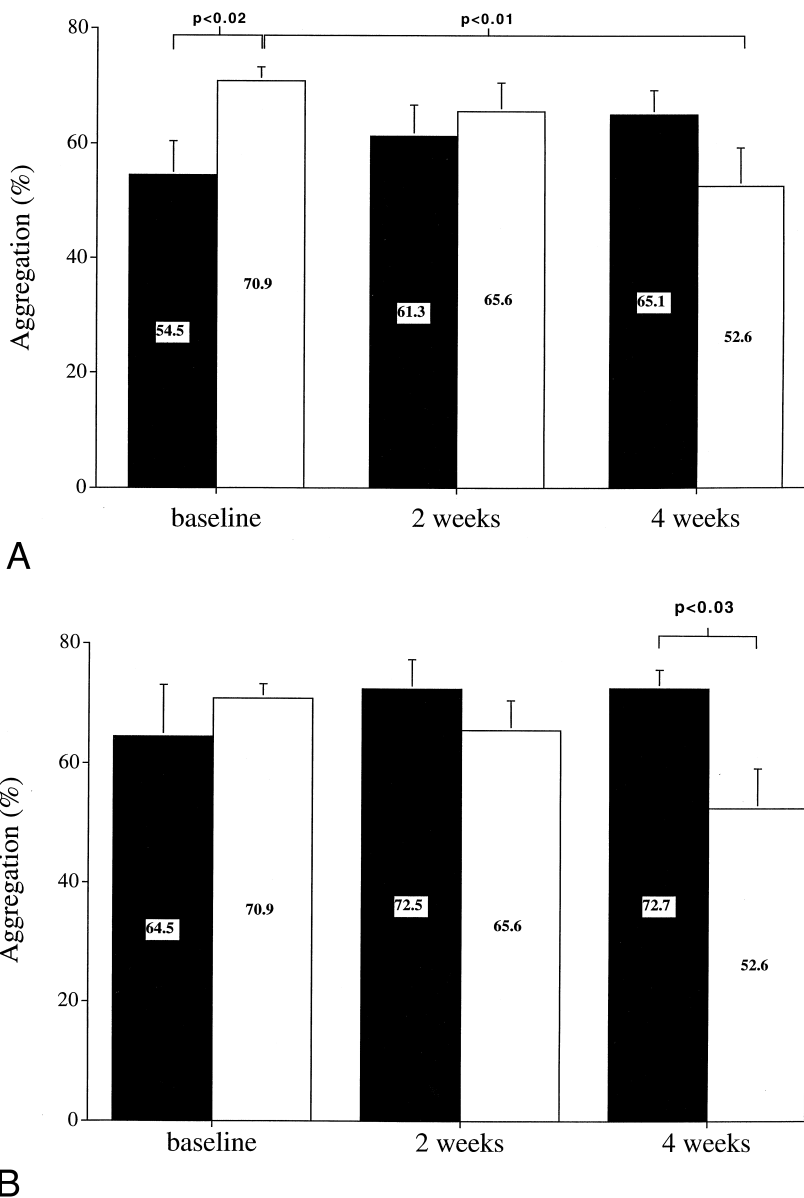 p<0.02
p<0.01
80
60
40
20
0
Aggregation (%)
54.5
70.9
61.3
65.6
65.1
52.6
baseline
2 weeks
4 weeks
A
p<0.03
80
60
40
20
0
Aggregation (%)
64.5
70.9
72.5
65.6
72.7
52.6
baseline
2 weeks
4 weeks
B